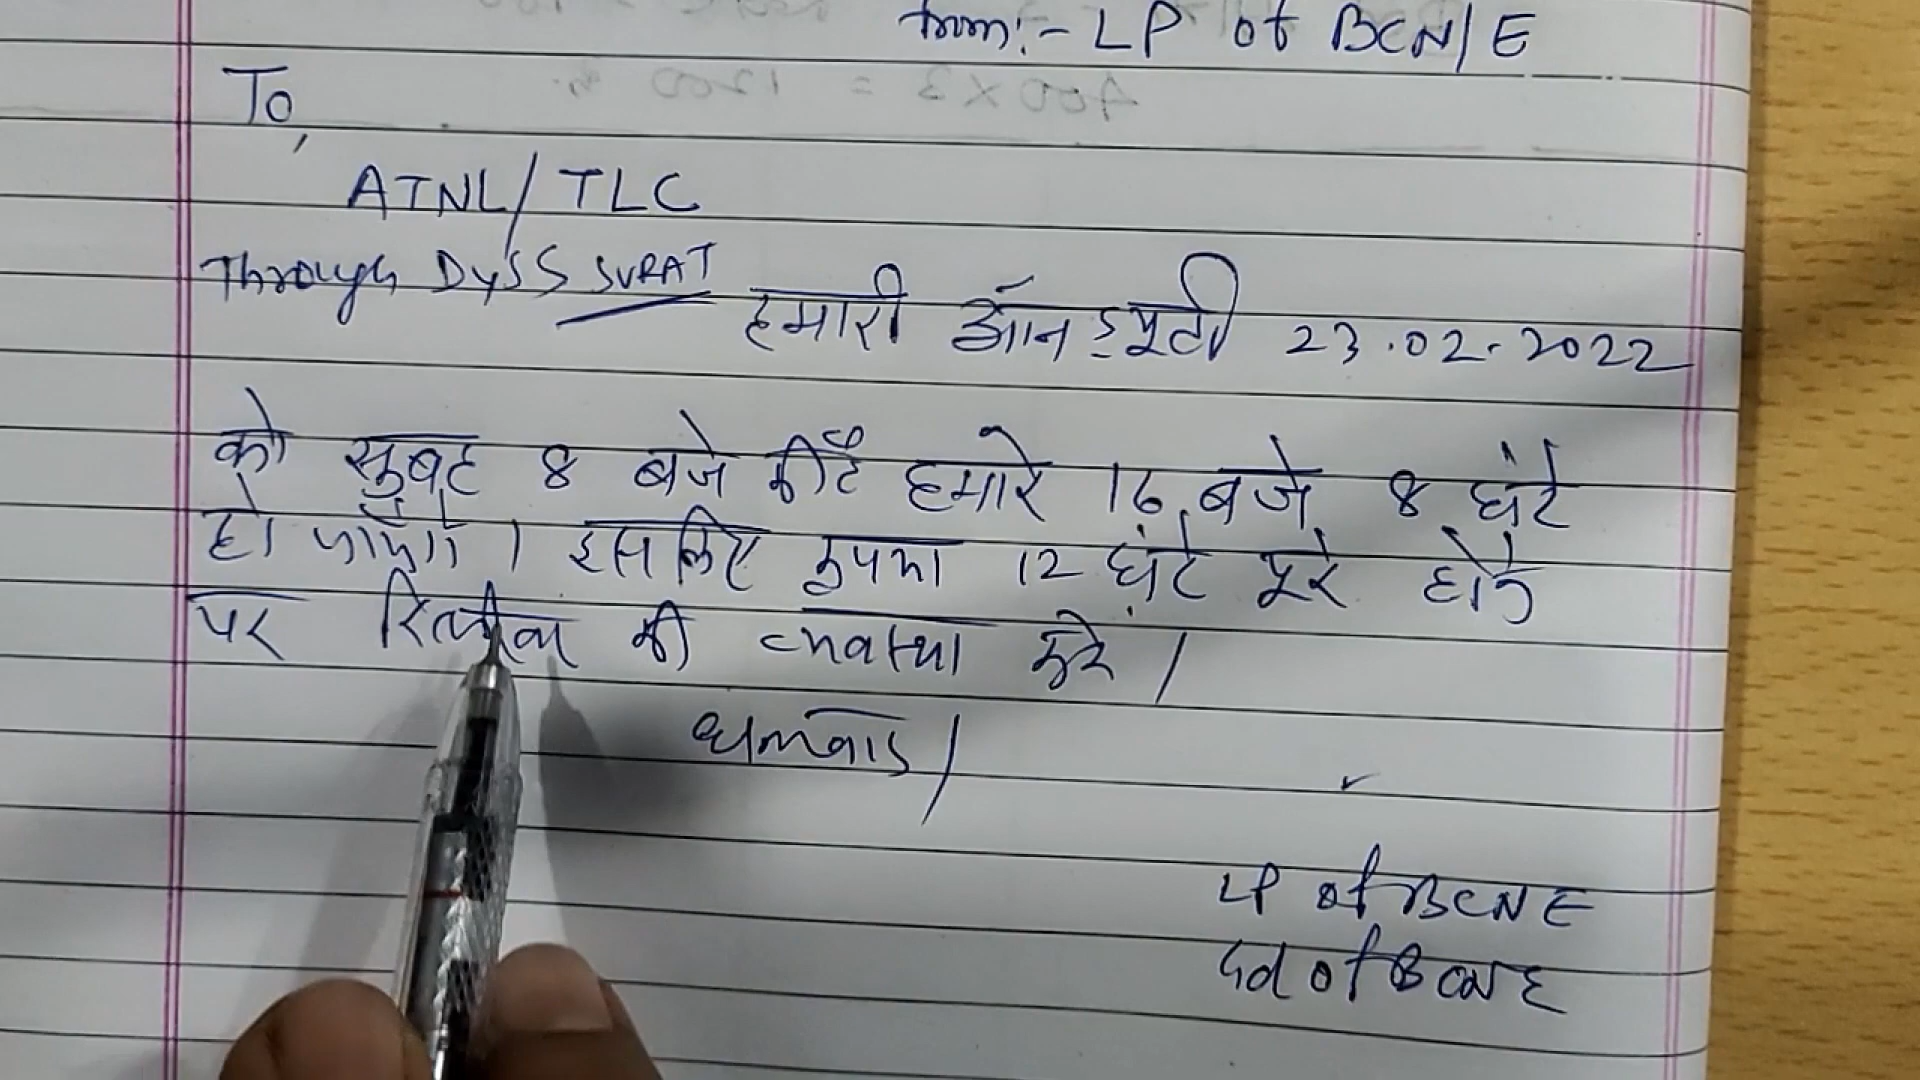 from:- LP of BCN/E
To,
ATNL/TLC
Through DySS SURAT
हमारी ऑन ड्यूटी 23.02.2022
को सुबह 8 बजे की है हमारे 16 बजे 8 घंटे
हो जायेंगे । इसलिए कृपया 12 घंटे पूरे होने
पर रिलीव की व्यवस्था करे ।
धन्यवाद ।
LP of BCNE
Gd of BCNE